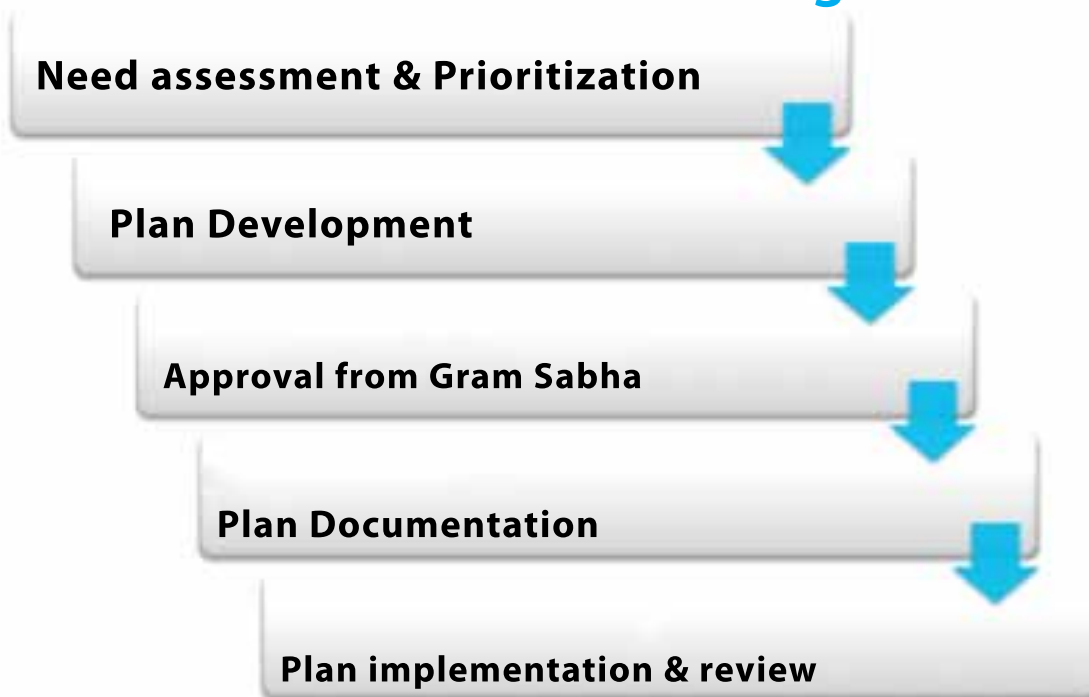 Need assessment & Prioritization
Plan Development
Approval from Gram Sabha
Plan Documentation
Plan implementation & review